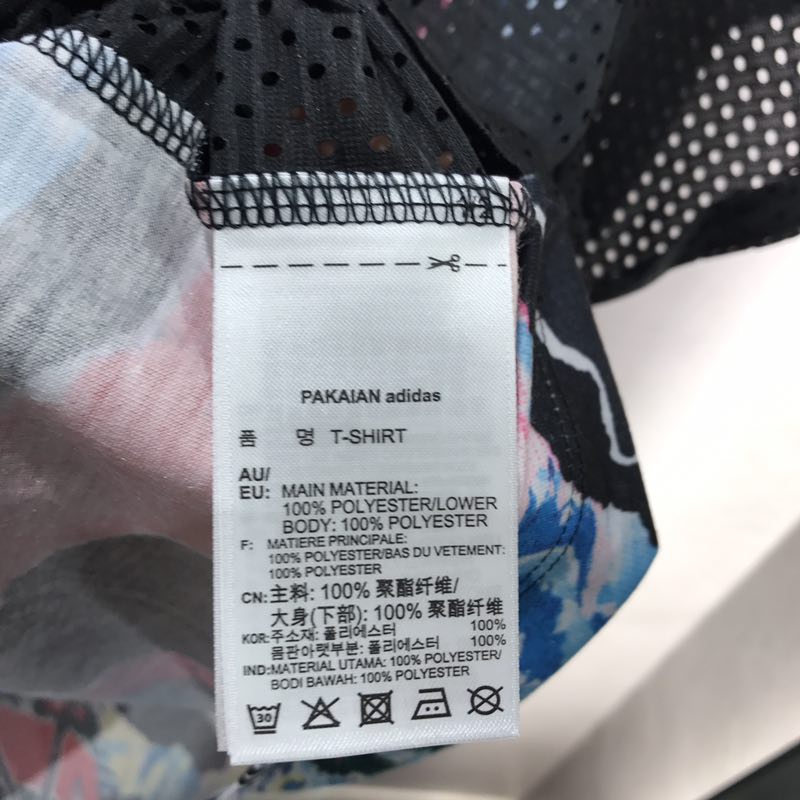 PAKAIAN adidas
품 명 T-SHIRT
AU/
EU: MAIN MATERIAL:
100% POLYESTER/LOWER
BODY: 100% POLYESTER
F: MATIERE PRINCIPALE:
100% POLYESTER/BAS DU VETEMENT:
100% POLYESTER
CN:主料: 100% 聚酯纤维/
大身(下部): 100% 聚酯纤维
KOR:주소재: 폴리에스터 100%
몸판아랫부분: 폴리에스터 100%
IND:MATERIAL UTAMA: 100% POLYESTER/
BODI BAWAH: 100% POLYESTER
30